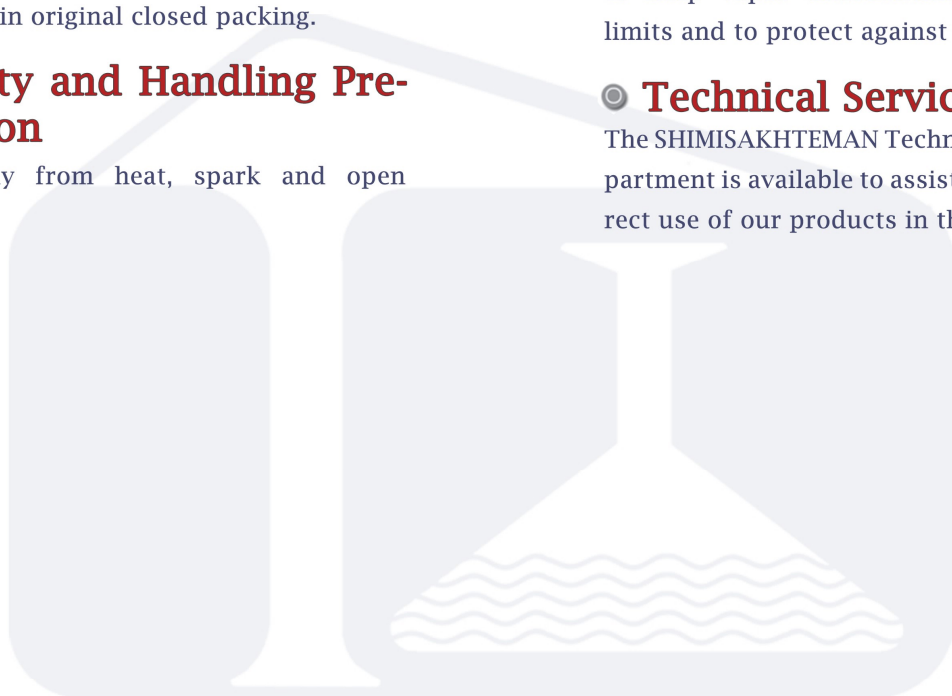 in original closed packing.
ty and Handling Pre-
on
y from heat, spark and open
limits and to protect against
Technical Servic
The SHIMISAKHTEMAN Techn
partment is available to assist
rect use of our products in th